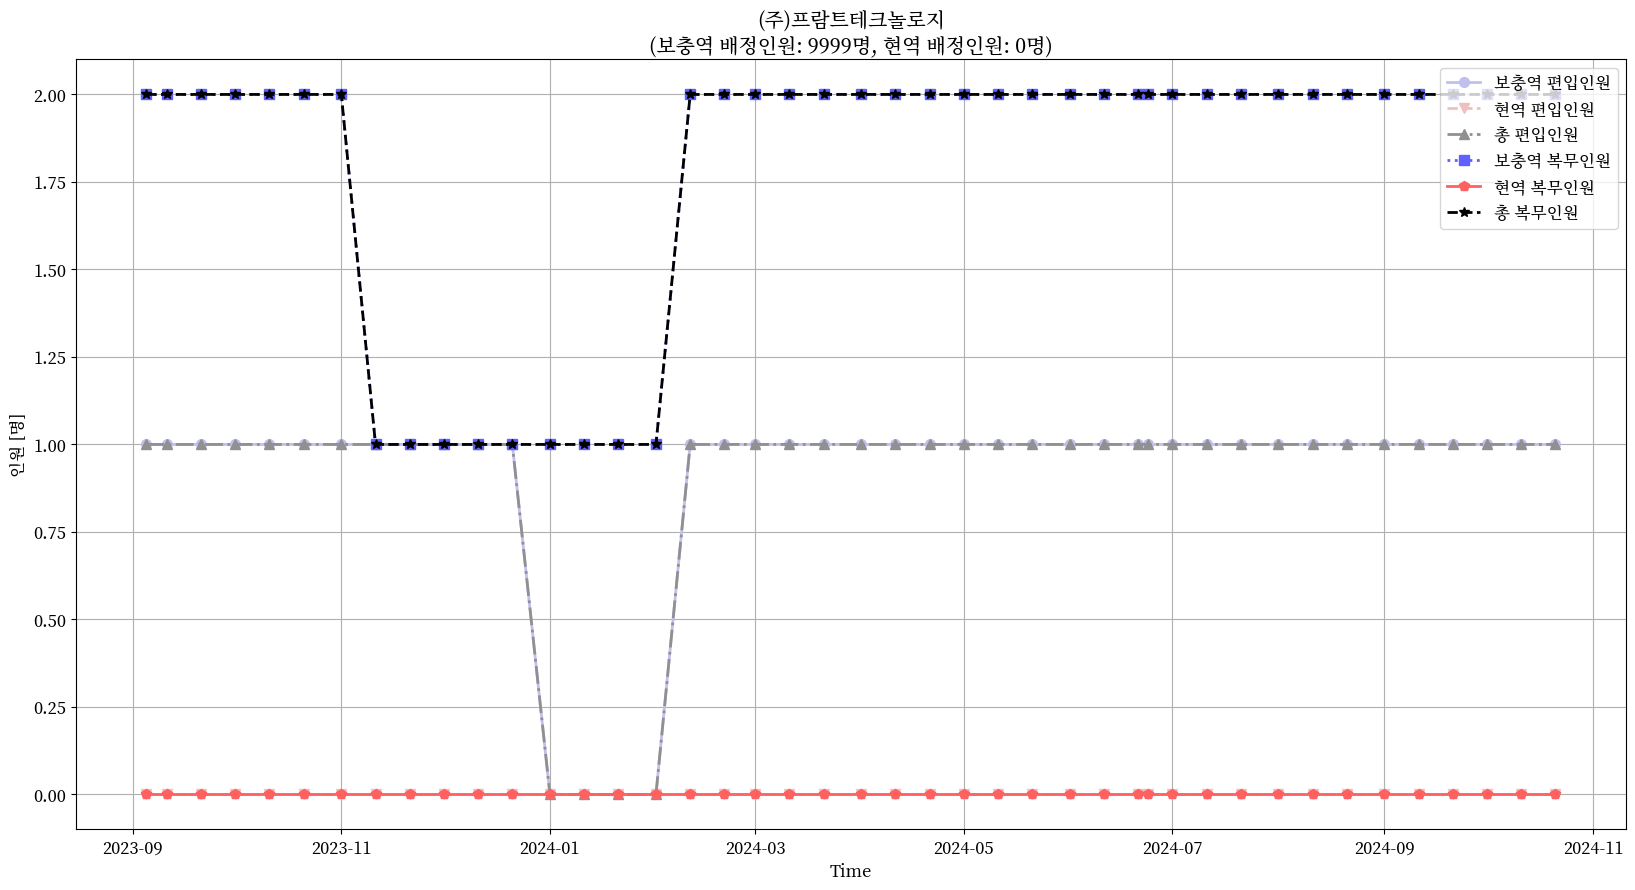 (주)프람트테크놀로지
(보충역 배정인원: 9999명, 현역 배정인원: 0명)
보충역 편입인원
현역 편입인원
총 편입인원
보충역 복무인원
현역 복무인원
총 복무인원
2.00
1.75
1.50
1.25
1.00
0.75
0.50
0.25
0.00
인원 [명]
2023-09
2023-11
2024-01
2024-03
2024-05
2024-07
2024-09
2024-11
Time